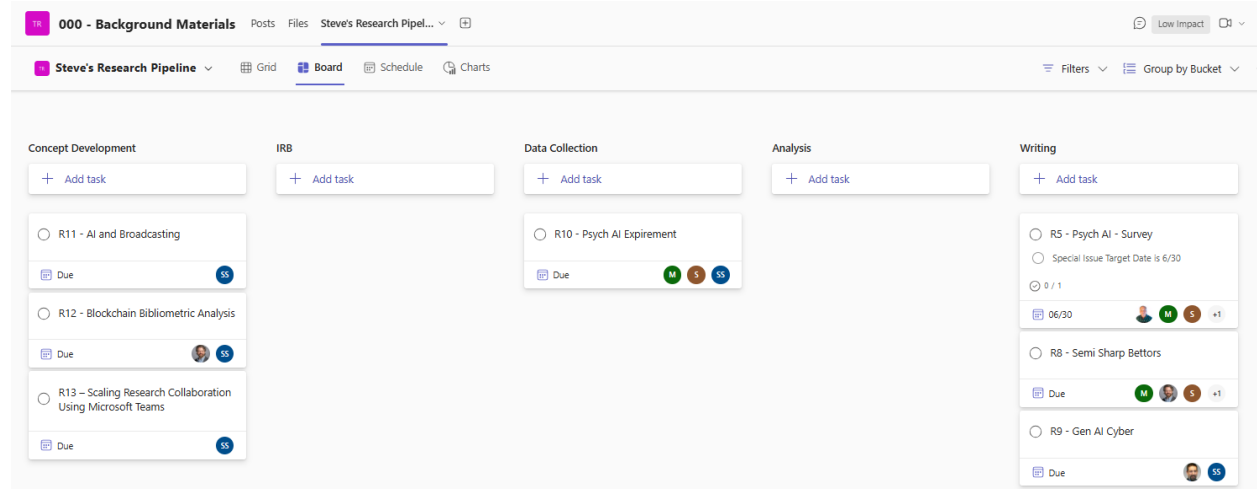 TR 000 - Background Materials Posts Files Steve's Research Pipel... Low Impact
TR Steve's Research Pipeline Grid Board Schedule Charts Filters Group by Bucket
Concept Development
Add task
R11 - AI and Broadcasting
Due SS
R12 - Blockchain Bibliometric Analysis
Due SS
R13 – Scaling Research Collaboration
Using Microsoft Teams
Due SS
IRB
Add task
Data Collection
Add task
R10 - Psych AI Expirement
Due M S SS
Analysis
Add task
Writing
Add task
R5 - Psych AI - Survey
Special Issue Target Date is 6/30
0 / 1
06/30 M S +1
R8 - Semi Sharp Bettors
Due M S +1
R9 - Gen AI Cyber
Due SS